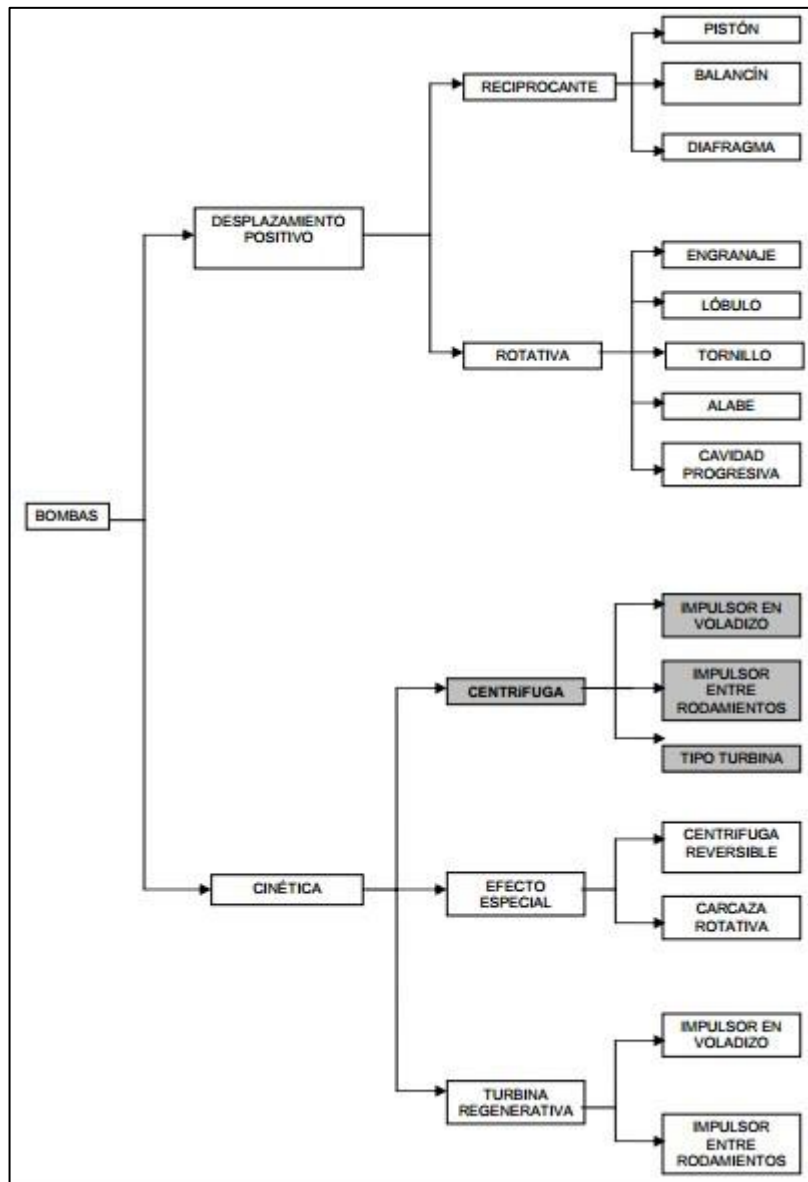 PISTÓN
BALANCÍN
RECIPROCANTE
DIAFRAGMA
DESPLAZAMIENTO
POSITIVO
ENGRANAJE
LÓBULO
ROTATIVA
TORNILLO
ALABE
CAVIDAD
PROGRESIVA
BOMBAS
IMPULSOR EN
VOLADIZO
CENTRíFUGA
IMPULSOR
ENTRE
RODAMIENTOS
TIPO TURBINA
CINÉTICA
EFECTO
ESPECIAL
CENTRIFUGA
REVERSIBLE
CARCAZA
ROTATIVA
TURBINA
REGENERATIVA
IMPULSOR EN
VOLADIZO
IMPULSOR
ENTRE
RODAMIENTOS